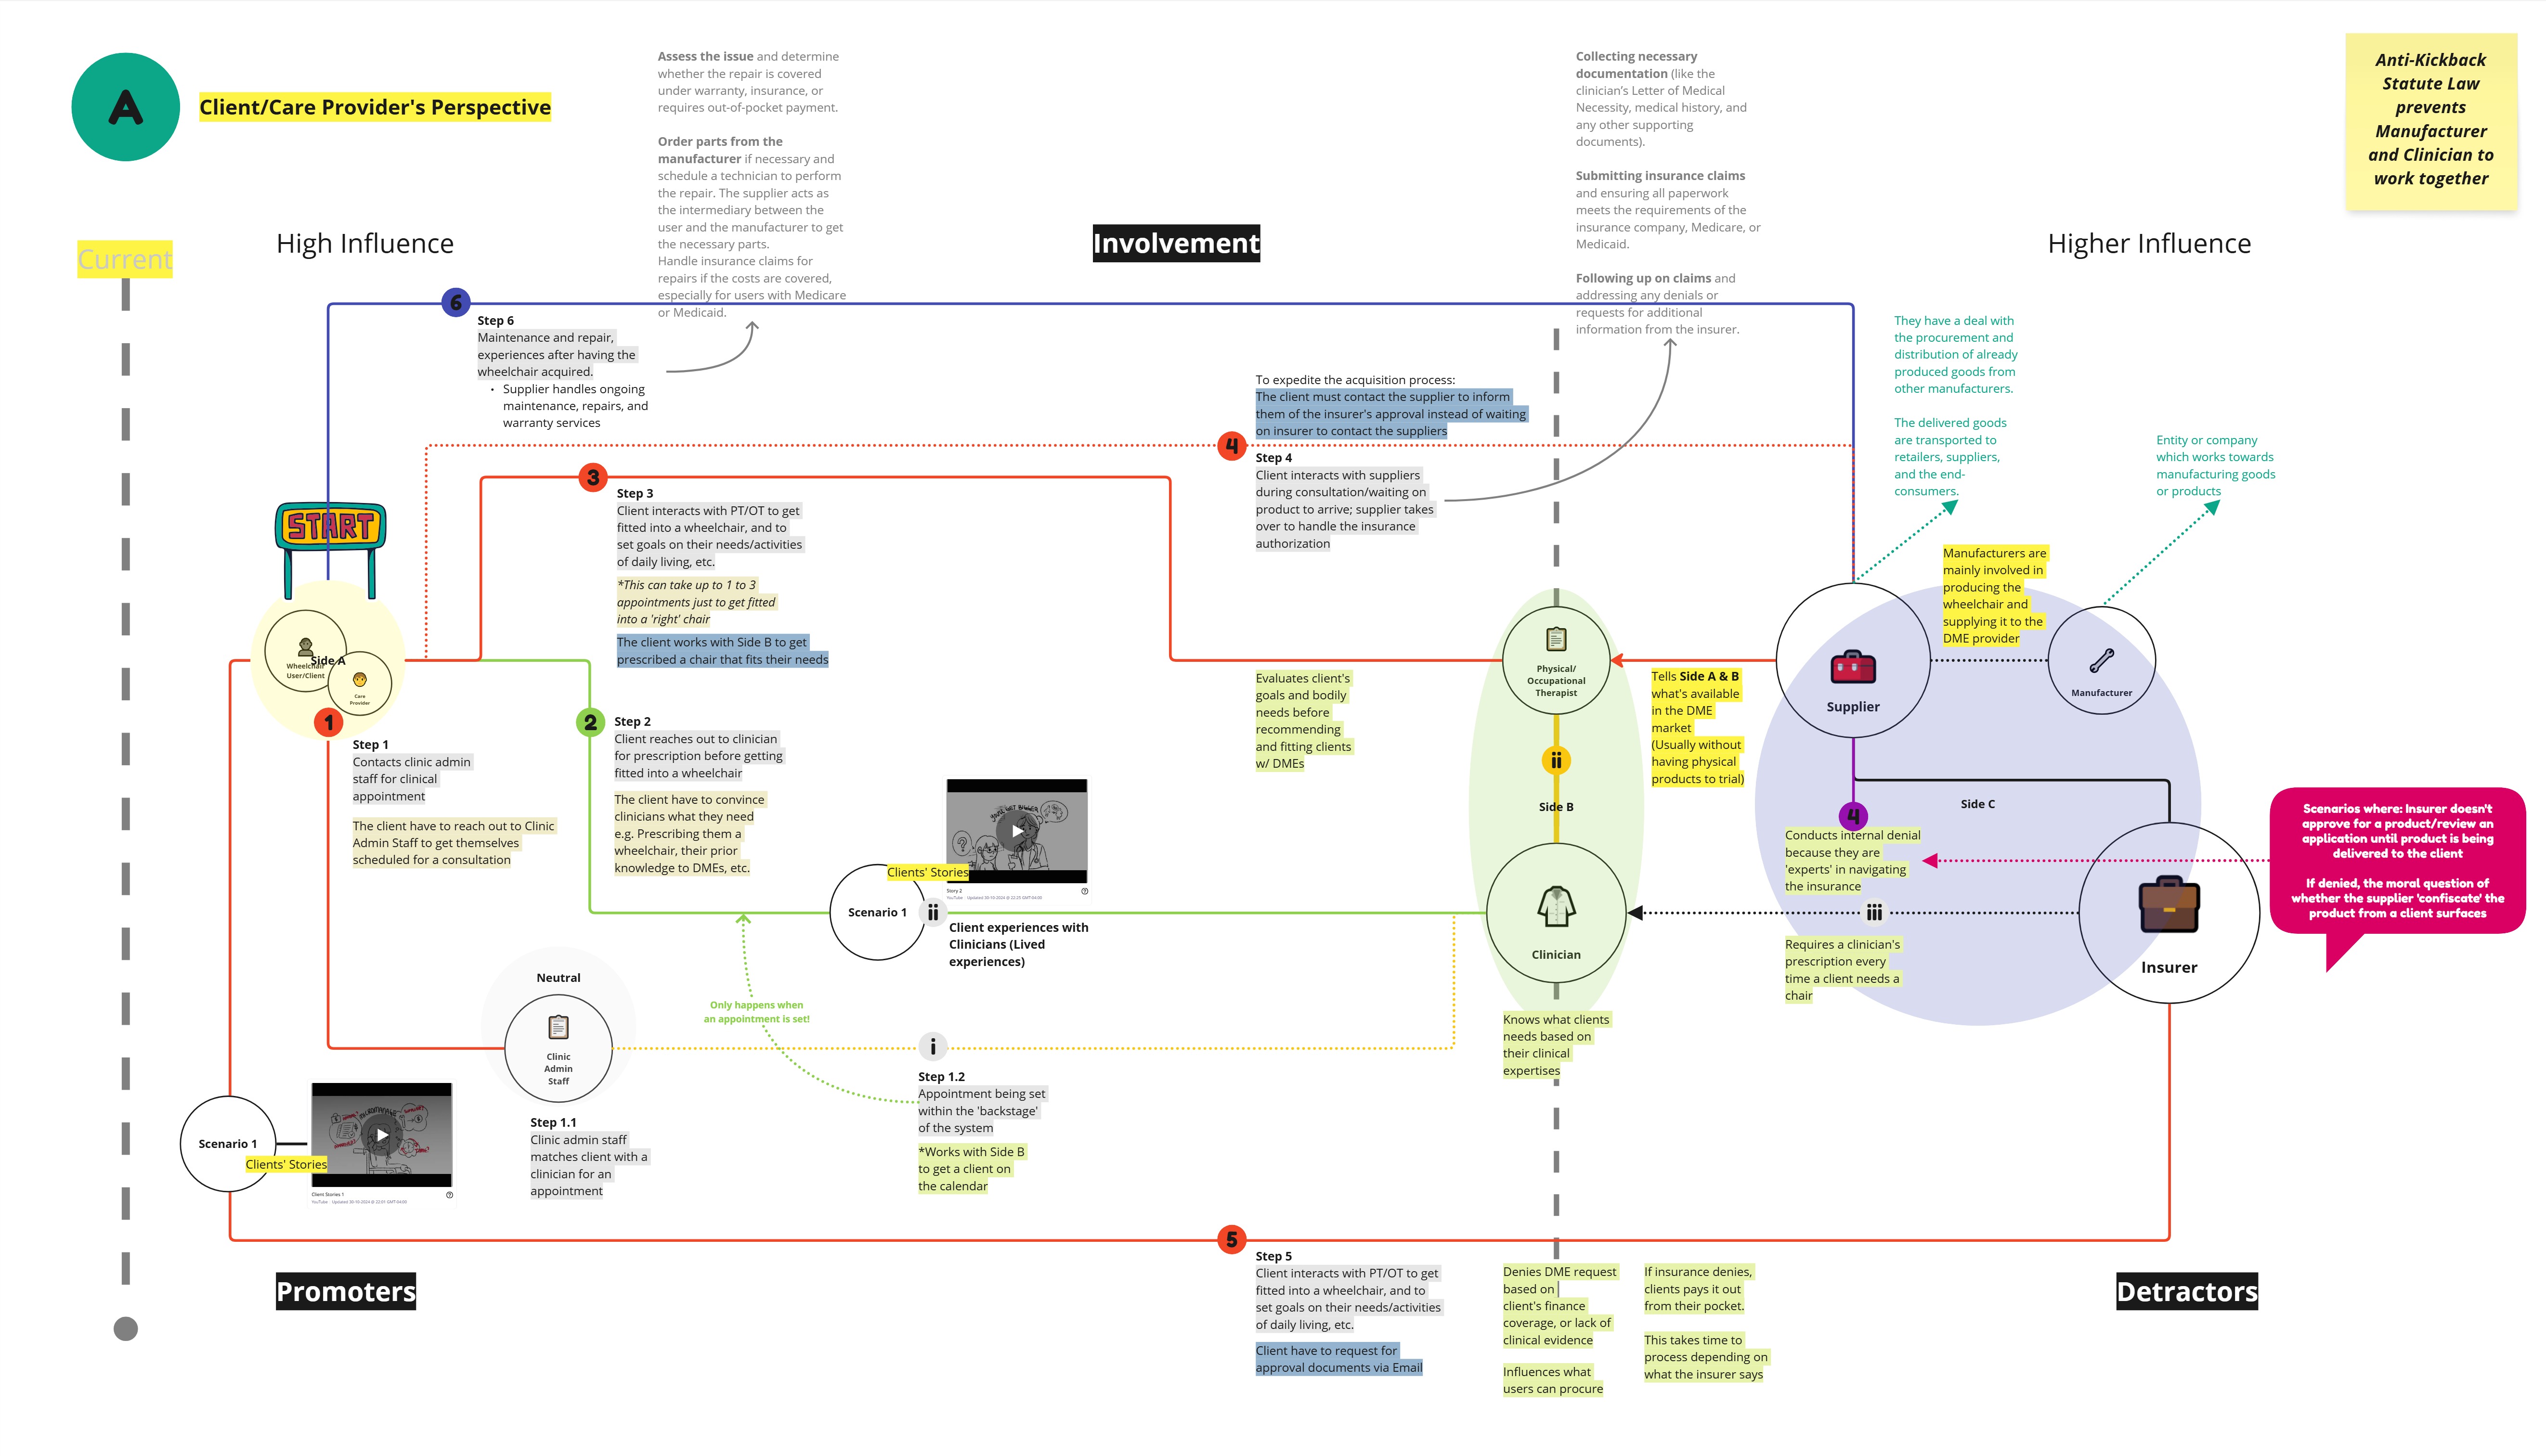 A
Client/Care Provider's Perspective
Assess the issue and determine
whether the repair is covered
under warranty, insurance, or
requires out-of-pocket payment.
Order parts from the
manufacturer if necessary and
schedule a technician to perform
the repair. The supplier acts as
the intermediary between the
user and the manufacturer to get
the necessary parts.
Handle insurance claims for
repairs if the costs are covered,
especially for users with Medicare
or Medicaid.
Collecting necessary
documentation (like the
clinician's Letter of Medical
Necessity, medical history, and
any other supporting
documents).
Submitting insurance claims
and ensuring all paperwork
meets the requirements of the
insurance company, Medicare, or
Medicaid.
Following up on claims and
addressing any denials or
requests for additional
information from the insurer.
Anti-Kickback
Statute Law
prevents
Manufacturer
and Clinician to
work together
Current
High Influence
Involvement
Higher Influence
6
Step 6
Maintenance and repair,
experiences after having the
wheelchair acquired.
• Supplier handles ongoing
maintenance, repairs, and
warranty services
To expedite the acquisition process:
The client must contact the supplier to inform
them of the insurer's approval instead of waiting
on insurer to contact the suppliers
4
Step 4
Client interacts with suppliers
during consultation/waiting on
product to arrive; supplier takes
over to handle the insurance
authorization
They have a deal with
the procurement and
distribution of already
produced goods from
other manufacturers.
The delivered goods
are transported to
retailers, suppliers,
and the end-
consumers.
Entity or company
which works towards
manufacturing goods
or products
3
Step 3
Client interacts with PT/OT to get
fitted into a wheelchair, and to
set goals on their needs/activities
of daily living, etc.
*This can take up to 1 to 3
appointments just to get fitted
into a 'right' chair
The client works with Side B to get
prescribed a chair that fits their needs
START
Side A
Wheelchair
User/Client
Care
Provider
1
Step 1
Contacts clinic admin
staff for clinical
appointment
The client have to reach out to Clinic
Admin Staff to get themselves
scheduled for a consultation
2
Step 2
Client reaches out to clinician
for prescription before getting
fitted into a wheelchair
The client have to convince
clinicians what they need
e.g. Prescribing them a
wheelchair, their prior
knowledge to DMEs, etc.
Evaluates client's
goals and bodily
needs before
recommending
and fitting clients
w/ DMEs
Physical/
Occupational
Therapist
ii
Side B
Clinician
Tells Side A & B
what's available
in the DME
market
(Usually without
having physical
products to trial)
Supplier
Manufacturers are
mainly involved in
producing the
wheelchair and
supplying it to the
DME provider
Manufacturer
Side C
4
Conducts internal denial
because they are
'experts' in navigating
the insurance
iii
Requires a clinician's
prescription every
time a client needs a
chair
Insurer
Scenarios where: Insurer doesn't
approve for a product/review an
application until product is being
delivered to the client
If denied, the moral question of
whether the supplier 'confiscate' the
product from a client surfaces
Scenario 1
Clients' Stories
Story 2
ii
Client experiences with
Clinicians (Lived
experiences)
Neutral
Clinic
Admin
Staff
Only happens when
an appointment is set!
i
Step 1.1
Clinic admin staff
matches client with a
clinician for an
appointment
Step 1.2
Appointment being set
within the 'backstage'
of the system
*Works with Side B
to get a client on
the calendar
Knows what clients
needs based on
their clinical
expertises
Scenario 1
Clients' Stories
Client Stories 1
5
Step 5
Client interacts with PT/OT to get
fitted into a wheelchair, and to
set goals on their needs/activities
of daily living, etc.
Client have to request for
approval documents via Email
Denies DME request
based on
client's finance
coverage, or lack of
clinical evidence
Influences what
users can procure
If insurance denies,
clients pays it out
from their pocket.
This takes time to
process depending on
what the insurer says
Promoters
Detractors